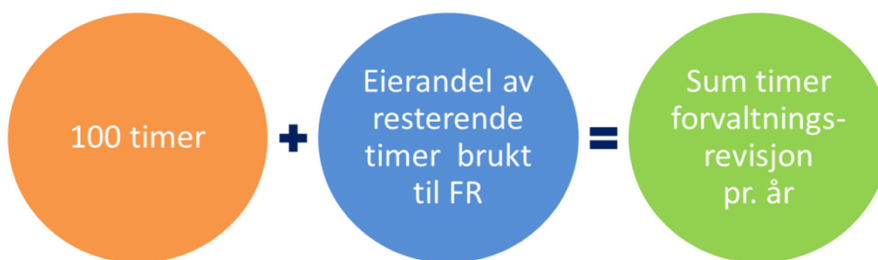 100 timer
+
Eierandel av
resterende
timer brukt
til FR
=
Sum timer
forvaltnings-
revisjon
pr. år